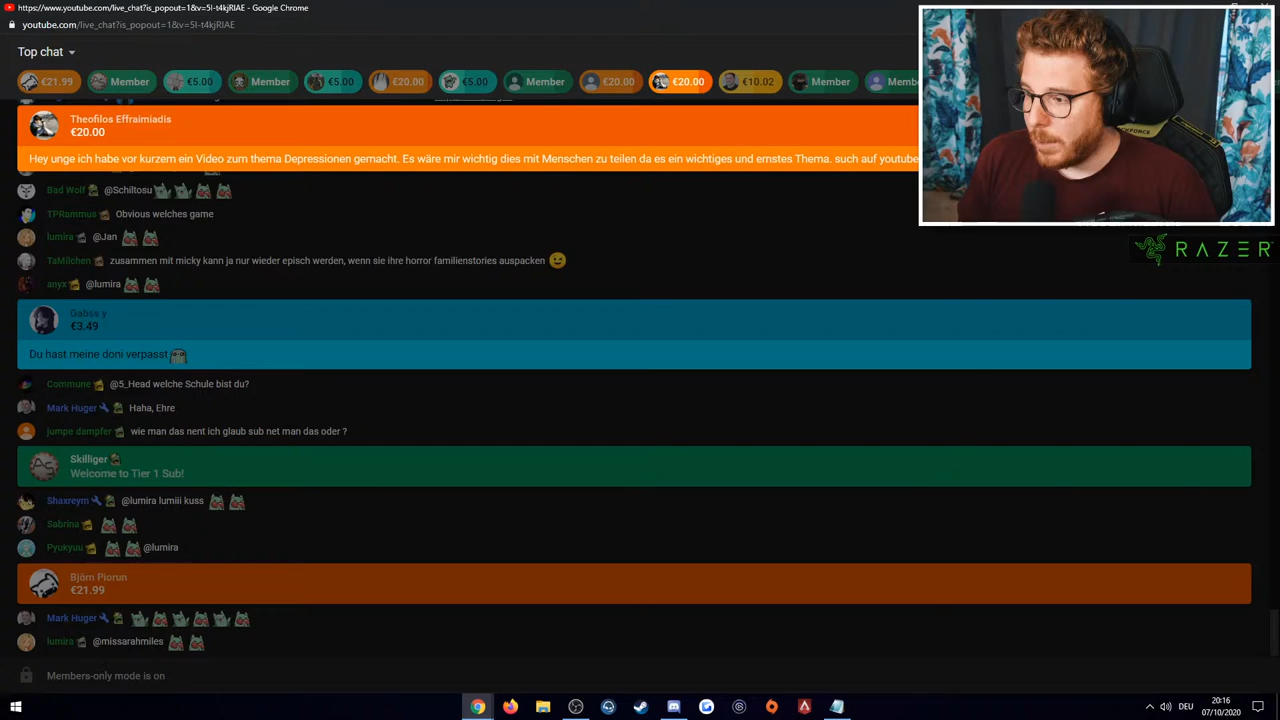 https://www.youtube.com/live_chat?is_popout=1&v=5I-t4kjRIAE - Google Chrome
youtube.com/live_chat?is_popout=1&v=5I-t4kjRIAE
Top chat
€21.99 Member €5.00 Member €5.00 €20.00 €5.00 Member €20.00 €20.00 €10.02 Member
Theofilos Effraimiadis
€20.00
Hey unge ich habe vor kurzem ein Video zum thema Depressionen gemacht. Es wäre mir wichtig dies mit Menschen zu teilen da es ein wichtiges und ernstes Thema. such auf youtube
Bad Wolf @Schiltosu
TPRammus Obvious welches game
lumira @Jan
TaMilchen zusammen mit micky kann ja nur wieder episch werden, wenn sie ihre horror familienstories auspacken
anyx @lumira
Gabss y
€3.49
Du hast meine doni verpasst
Commune @5_Head welche Schule bist du?
Mark Huger Haha, Ehre
jumpe dampfer wie man das nent ich glaub sub net man das oder ?
Skilliger
Welcome to Tier 1 Sub!
Shaxreym @lumira lumiii kuss
Sabrina
Pyukyuu @lumira
Björn Piorun
€21.99
Mark Huger
lumira @missarahmiles
Members-only mode is on
RAZER
DEU
20:16
07/10/2020